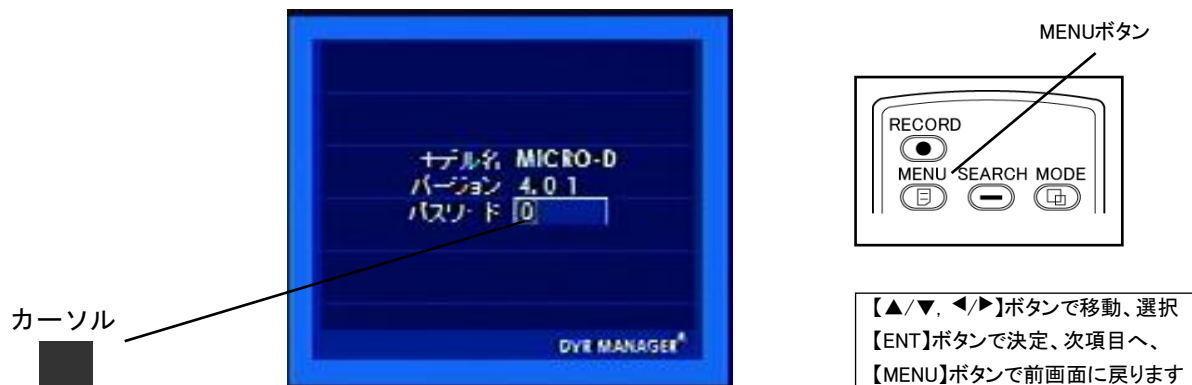 モデル名 MICRO-D
バージョン 4.01
パスワード 0
DVR MANAGER
カーソル
MENUボタン
RECORD
MENU SEARCH MODE
【▲/▼, ◀/▶】ボタンで移動、選択
【ENT】ボタンで決定、次項目へ、
【MENU】ボタンで前画面に戻ります